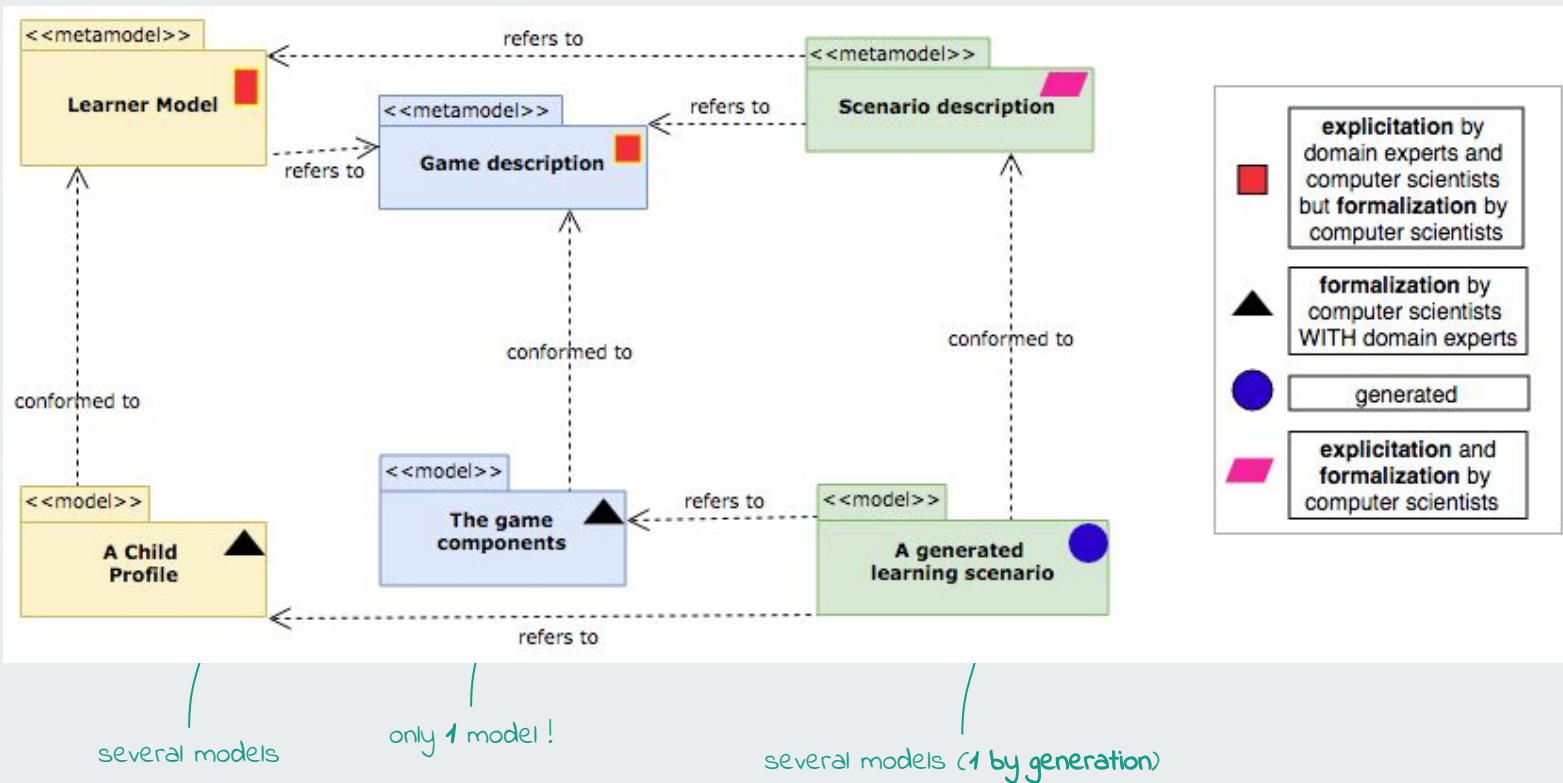 <<metamodel>>
Learner Model
refers to
<<metamodel>>
Scenario description
<<metamodel>>
Game description
refers to
refers to
conformed to
conformed to
conformed to
<<model>>
A Child
Profile
<<model>>
The game
components
refers to
<<model>>
A generated
learning scenario
refers to
explicitation by
domain experts and
computer scientists
but formalization by
computer scientists
formalization by
computer scientists
WITH domain experts
generated
explicitation and
formalization by
computer scientists
several models
only 1 model !
several models (1 by generation)